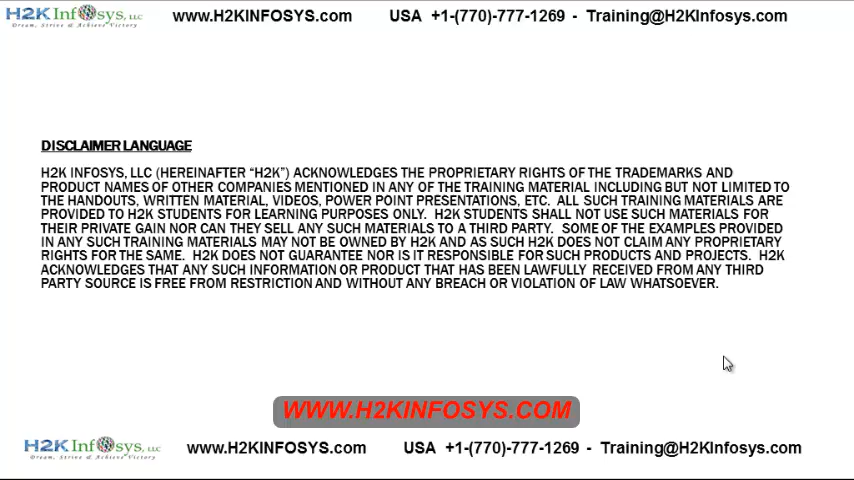 H2K Infosys, LLC www.H2KINFOSYS.com USA +1-(770)-777-1269 - Training@H2KInfosys.com
Dream, Strive & Achieve Victory
DISCLAIMER LANGUAGE
H2K INFOSYS, LLC (HEREINAFTER “H2K”) ACKNOWLEDGES THE PROPRIETARY RIGHTS OF THE TRADEMARKS AND
PRODUCT NAMES OF OTHER COMPANIES MENTIONED IN ANY OF THE TRAINING MATERIAL INCLUDING BUT NOT LIMITED TO
THE HANDOUTS, WRITTEN MATERIAL, VIDEOS, POWER POINT PRESENTATIONS, ETC. ALL SUCH TRAINING MATERIALS ARE
PROVIDED TO H2K STUDENTS FOR LEARNING PURPOSES ONLY. H2K STUDENTS SHALL NOT USE SUCH MATERIALS FOR
THEIR PRIVATE GAIN NOR CAN THEY SELL ANY SUCH MATERIALS TO A THIRD PARTY. SOME OF THE EXAMPLES PROVIDED
IN ANY SUCH TRAINING MATERIALS MAY NOT BE OWNED BY H2K AND AS SUCH H2K DOES NOT CLAIM ANY PROPRIETARY
RIGHTS FOR THE SAME. H2K DOES NOT GUARANTEE NOR IS IT RESPONSIBLE FOR SUCH PRODUCTS AND PROJECTS. H2K
ACKNOWLEDGES THAT ANY SUCH INFORMATION OR PRODUCT THAT HAS BEEN LAWFULLY RECEIVED FROM ANY THIRD
PARTY SOURCE IS FREE FROM RESTRICTION AND WITHOUT ANY BREACH OR VIOLATION OF LAW WHATSOEVER.
WWW.H2KINFOSYS.COM
H2K Infosys, LLC www.H2KINFOSYS.com USA +1-(770)-777-1269 - Training@H2KInfosys.com
Dream, Strive & Achieve Victory